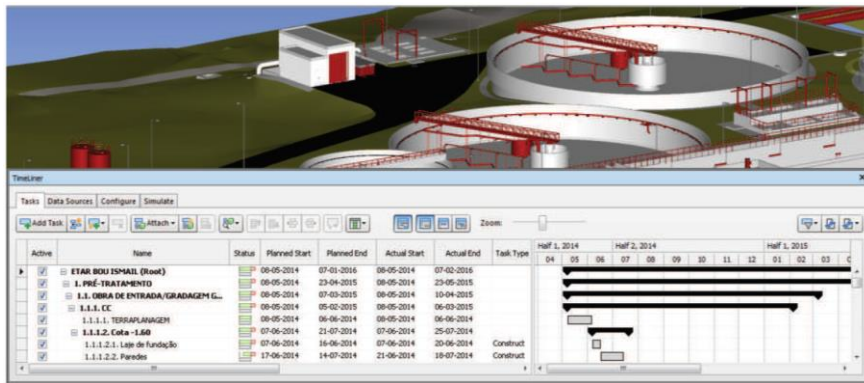 TimeLiner
Tasks Data Sources Configure Simulate
Add Task Attach Zoom:
Active Name Status Planned Start Planned End Actual Start Actual End Task Type Half 1, 2014 Half 2, 2014 Half 1, 2015
04 05 06 07 08 09 10 11 12 01 02 03
ETAR BOU ISMAIL (Root) 08-05-2014 07-01-2016 08-05-2014 07-02-2016
1. PRÉ-TRATAMENTO 08-05-2014 23-04-2015 08-05-2014 23-05-2015
1.1. OBRA DE ENTRADA/GRADAGEM G... 08-05-2014 07-03-2015 08-05-2014 10-04-2015
1.1.1. CC 08-05-2014 05-02-2015 08-05-2014 06-03-2015
1.1.1.1. TERRAPLANAGEM 08-05-2014 06-06-2014 08-05-2014 06-06-2014
1.1.1.2. Cota -1.60 07-06-2014 21-07-2014 07-06-2014 25-07-2014
1.1.1.2.1. Laje de fundação 07-06-2014 16-06-2014 07-06-2014 20-06-2014 Construct
1.1.1.2.2. Paredes 17-06-2014 14-07-2014 21-06-2014 18-07-2014 Construct